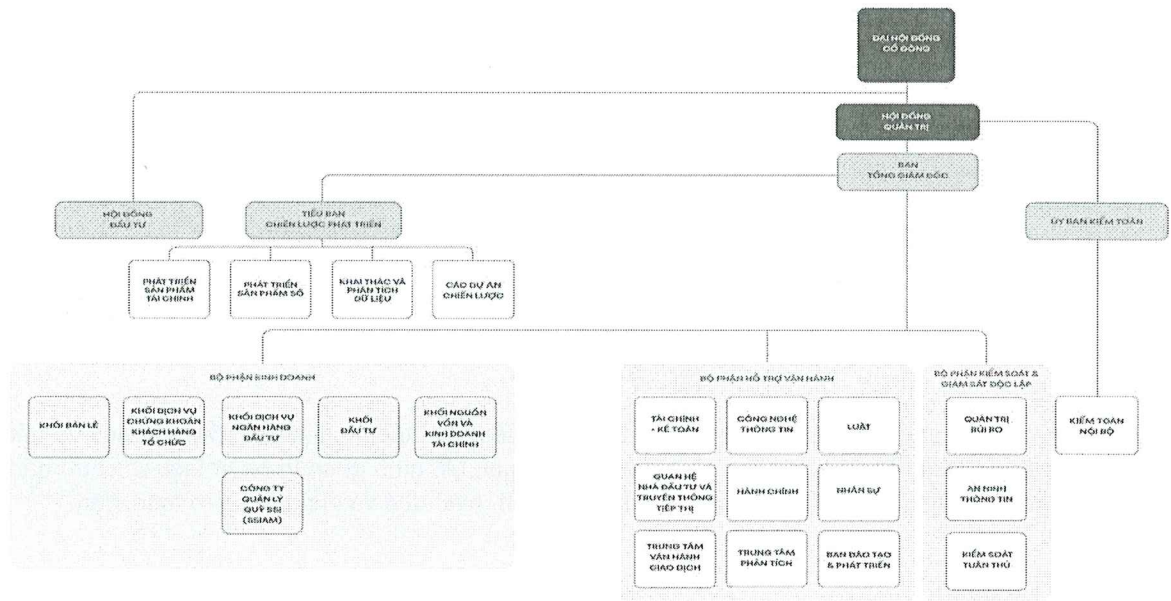 ĐẠI HỘI ĐỒNG
CỔ ĐÔNG
HỘI ĐỒNG
QUẢN TRỊ
BAN
TỔNG GIÁM ĐỐC
HỘI ĐỒNG
ĐẦU TƯ
TIỂU BAN
CHIẾN LƯỢC PHÁT TRIỂN
ỦY BAN KIỂM TOÁN
PHÁT TRIỂN
SẢN PHẨM
TÀI CHÍNH
PHÁT TRIỂN
SẢN PHẨM SỐ
KHAI THÁC VÀ
PHÂN TÍCH
DỮ LIỆU
CÁC DỰ ÁN
CHIẾN LƯỢC
BỘ PHẬN KINH DOANH
KHỐI BÁN LẺ
KHỐI DỊCH VỤ
CHỨNG KHOÁN
KHÁCH HÀNG
TỔ CHỨC
KHỐI DỊCH VỤ
NGÂN HÀNG
ĐẦU TƯ
KHỐI
ĐẦU TƯ
KHỐI NGUỒN
VỐN VÀ
KINH DOANH
TÀI CHÍNH
CÔNG TY
QUẢN LÝ
QUỸ SSI
(SSIAM)
BỘ PHẬN HỖ TRỢ VẬN HÀNH
TÀI CHÍNH
- KẾ TOÁN
CÔNG NGHỆ
THÔNG TIN
LUẬT
QUAN HỆ
NHÀ ĐẦU TƯ VÀ
TRUYỀN THÔNG
TIẾP THỊ
HÀNH CHÍNH
NHÂN SỰ
TRUNG TÂM
VẬN HÀNH
GIAO DỊCH
TRUNG TÂM
PHÂN TÍCH
BAN ĐÀO TẠO
& PHÁT TRIỂN
BỘ PHẬN KIỂM SOÁT &
GIÁM SÁT ĐỘC LẬP
QUẢN TRỊ
RỦI RO
AN NINH
THÔNG TIN
KIỂM SOÁT
TUÂN THỦ
KIỂM TOÁN
NỘI BỘ